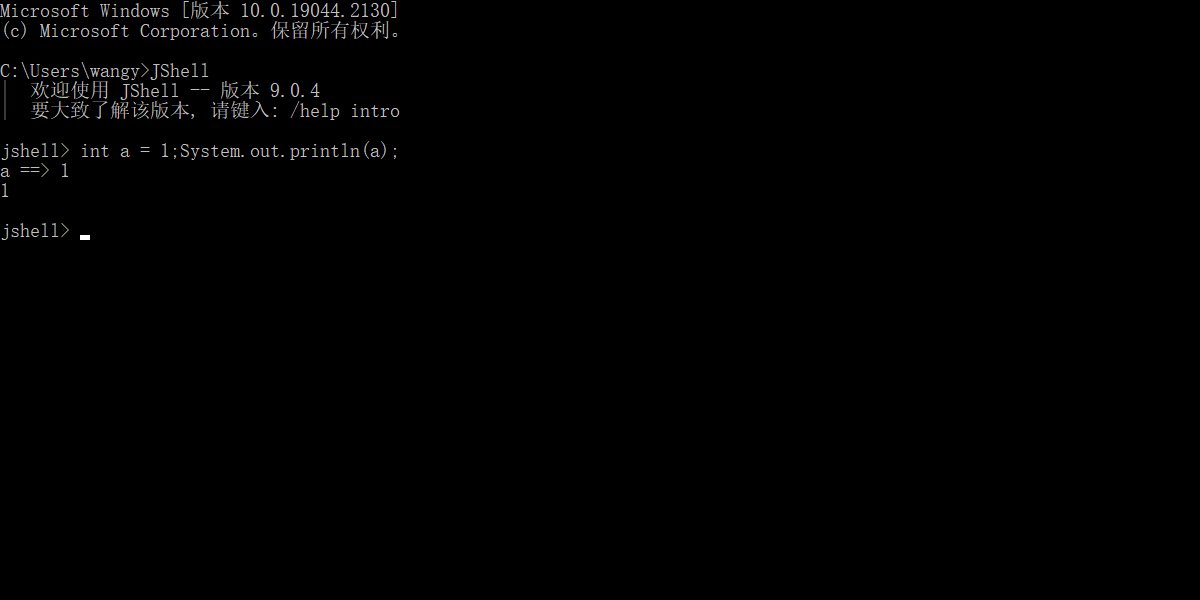 Microsoft Windows [版本 10.0.19044.2130]
(c) Microsoft Corporation。保留所有权利。
C:\Users\wangy>JShell
|  欢迎使用 JShell -- 版本 9.0.4
|  要大致了解该版本, 请键入: /help intro
jshell> int a = 1;System.out.println(a);
a ==> 1
1
jshell>